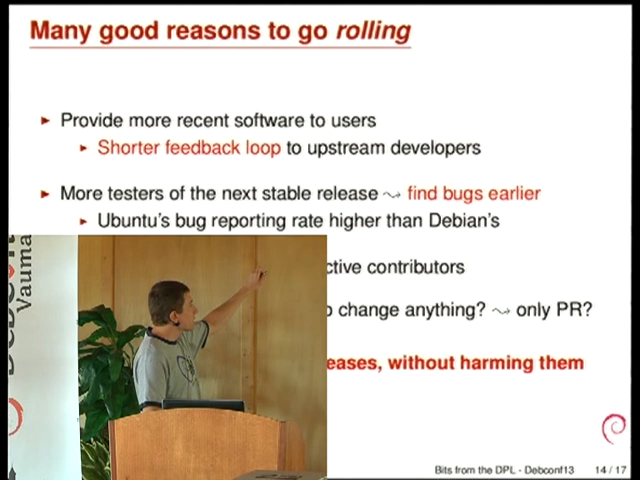 Many good reasons to go rolling
Provide more recent software to users
Shorter feedback loop to upstream developers
More testers of the next stable release ⤳ find bugs earlier
Ubuntu's bug reporting rate higher than Debian's
ctive contributors
change anything? ⤳ only PR?
eases, without harming them
Vauma
Bits from the DPL - Debconf13 14 / 17